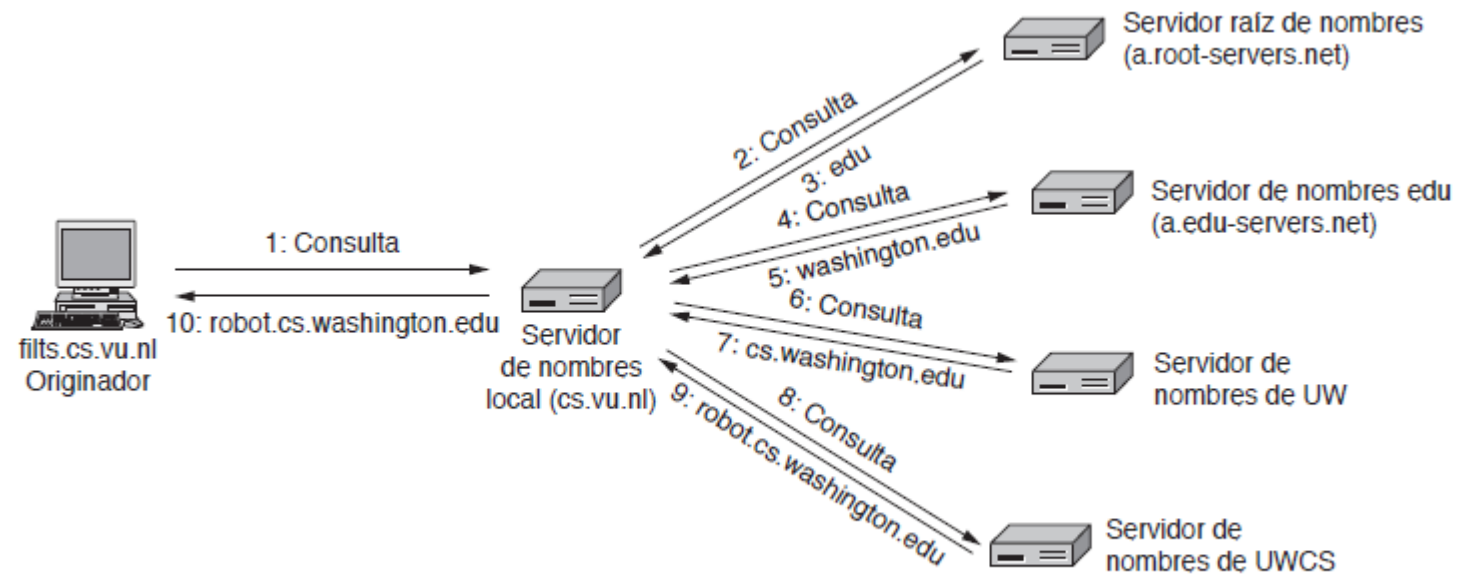 Servidor raíz de nombres
(a.root-servers.net)
2: Consulta
3: edu
Servidor de nombres edu
(a.edu-servers.net)
4: Consulta
5: washington.edu
1: Consulta
10: robot.cs.washington.edu
filts.cs.vu.nl
Originador
Servidor
de nombres
local (cs.vu.nl)
6: Consulta
7: cs.washington.edu
Servidor de
nombres de UW
8: Consulta
9: robot.cs.washington.edu
Servidor de
nombres de UWCS